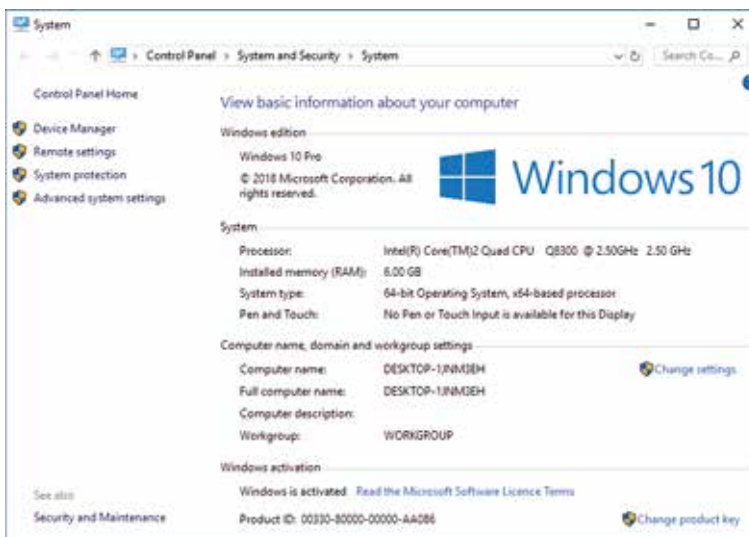 System
Control Panel › System and Security › System
Search Co...
Control Panel Home
Device Manager
Remote settings
System protection
Advanced system settings
View basic information about your computer
Windows edition
Windows 10 Pro
© 2018 Microsoft Corporation. All
rights reserved.
Windows 10
System
Processor: Intel(R) Core(TM)2 Quad CPU Q8300 @ 2.50GHz 2.50 GHz
Installed memory (RAM): 6.00 GB
System type: 64-bit Operating System, x64-based processor
Pen and Touch: No Pen or Touch Input is available for this Display
Computer name, domain and workgroup settings
Computer name: DESKTOP-1JNM3EH
Change settings
Full computer name: DESKTOP-1JNM3EH
Computer description:
Workgroup: WORKGROUP
Windows activation
Windows is activated Read the Microsoft Software Licence Terms
Product ID: 00330-80000-00000-AA086
Change product key
See also
Security and Maintenance